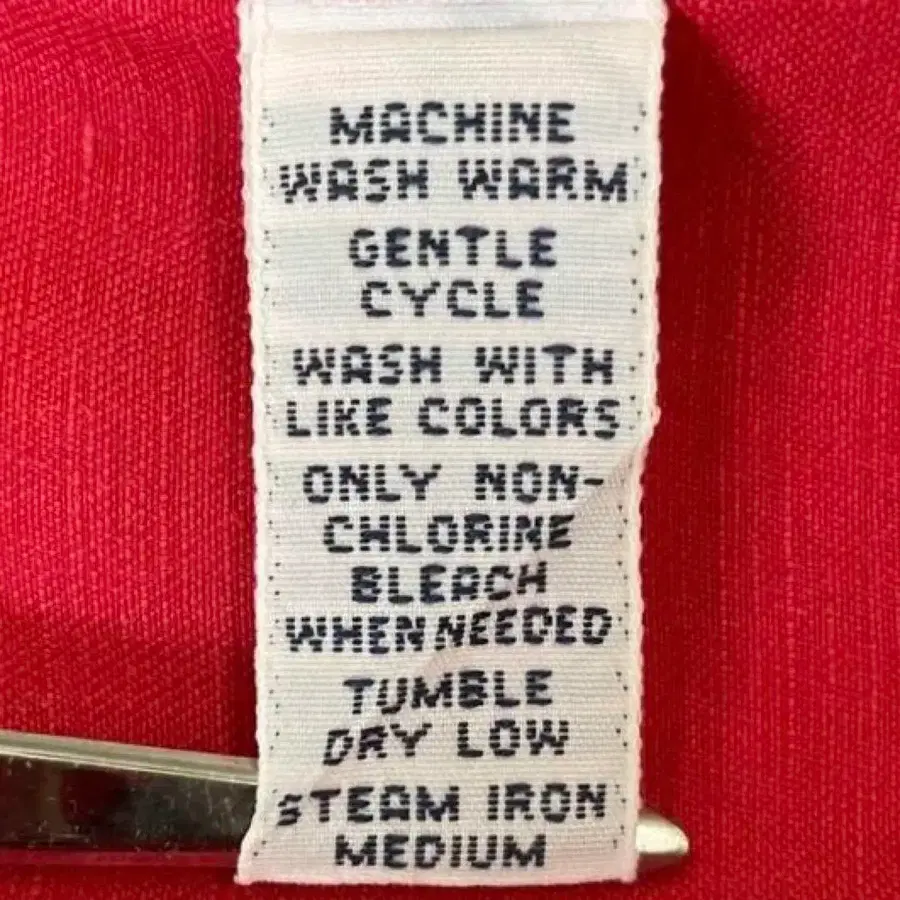 MACHINE
WASH WARM
GENTLE
CYCLE
WASH WITH
LIKE COLORS
ONLY NON-
CHLORINE
BLEACH
WHEN NEEDED
TUMBLE
DRY LOW
STEAM IRON
MEDIUM